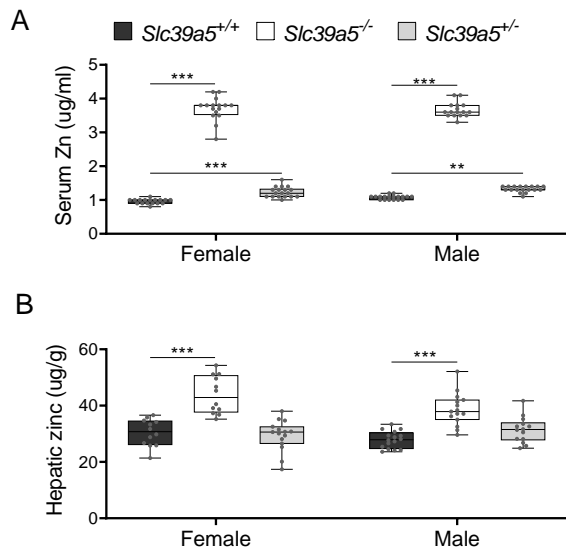 A
Slc39a5+/+ Slc39a5-/- Slc39a5+/-
Serum Zn (ug/ml)
5
4
3
2
1
0
***
***
***
**
Female Male
B
Hepatic zinc (ug/g)
60
40
20
0
***
***
Female Male